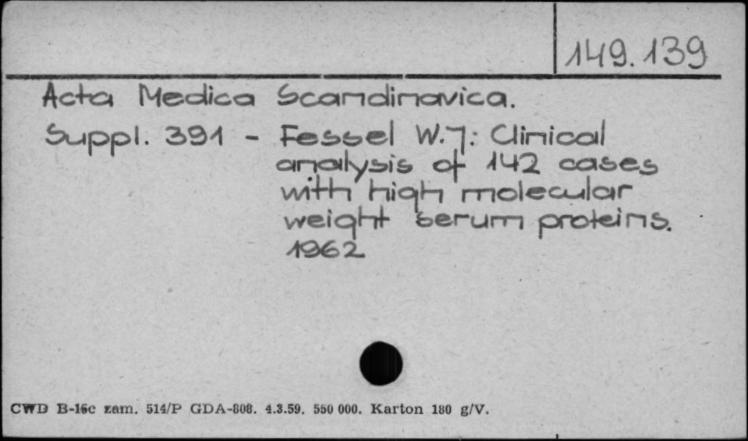 149.139
Acta Medica Scandinavica.
Suppl. 391 - Fessel W.J.: Clinical
analysis of 142 cases
with high molecular
weight serum proteins.
1962
CWD B-16c zam. 514/P GDA-808. 4.3.59. 550 000. Karton 180 g/V.